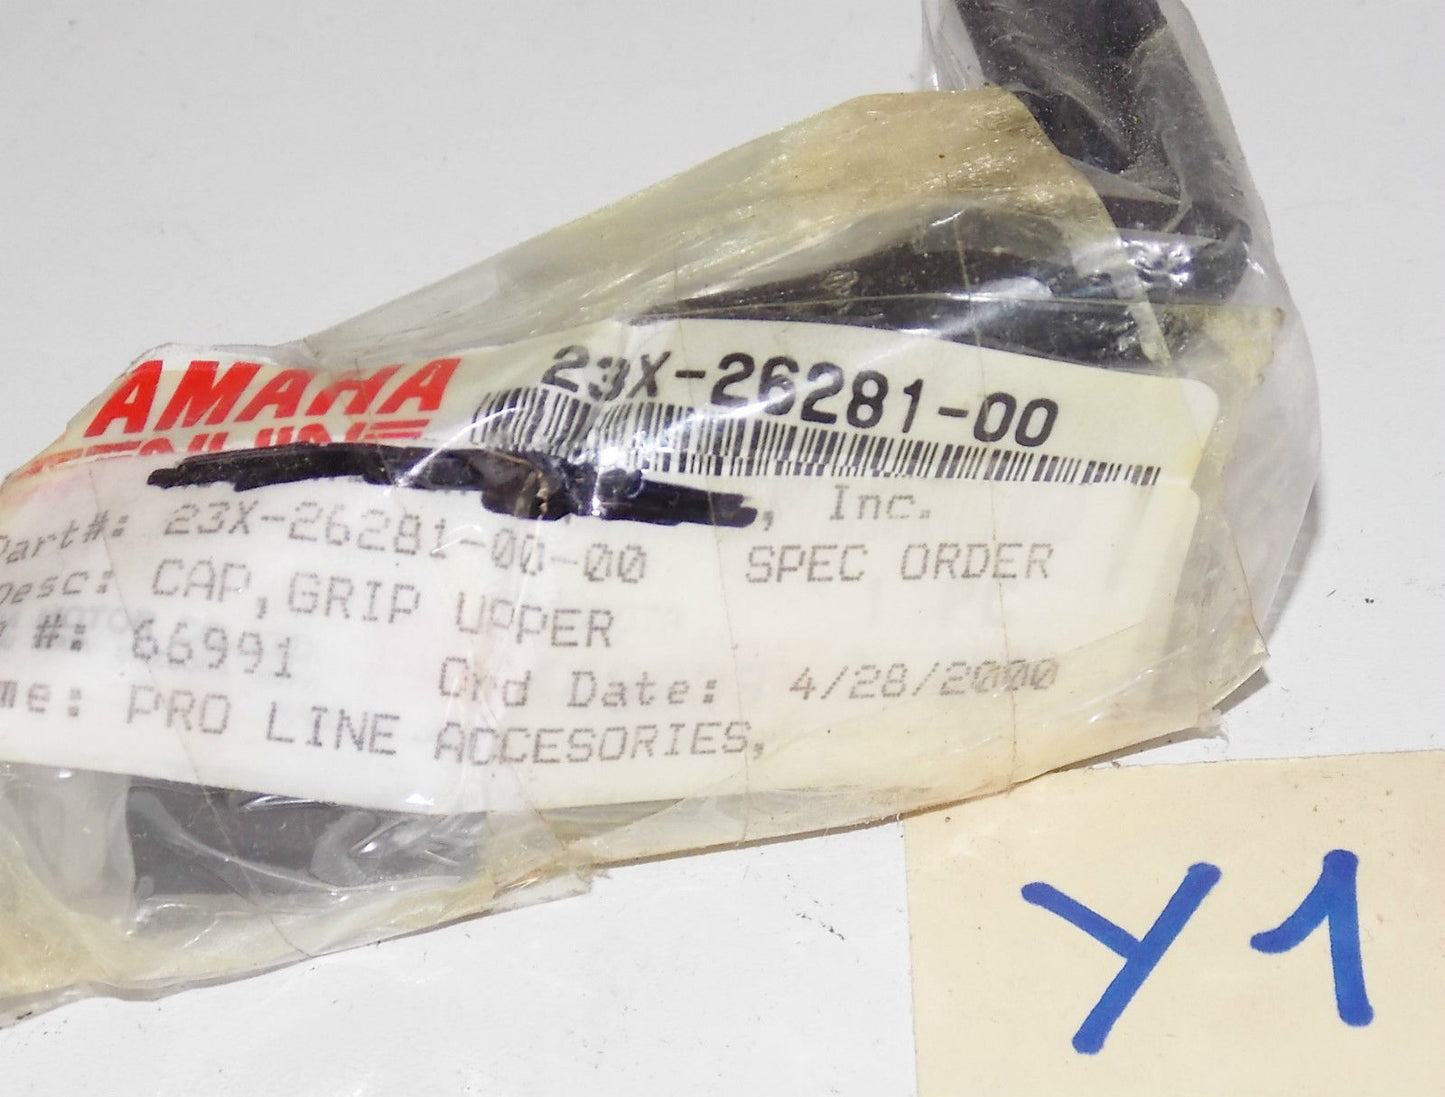 AMAHA 23X-26281-00
ENUINE
, Inc.
Part#: 23X-26281-00-00 SPEC ORDER
Desc: CAP,GRIP UPPER
#: 66991 Ord Date: 4/28/2000
me: PRO LINE ACCESORIES,
Y1